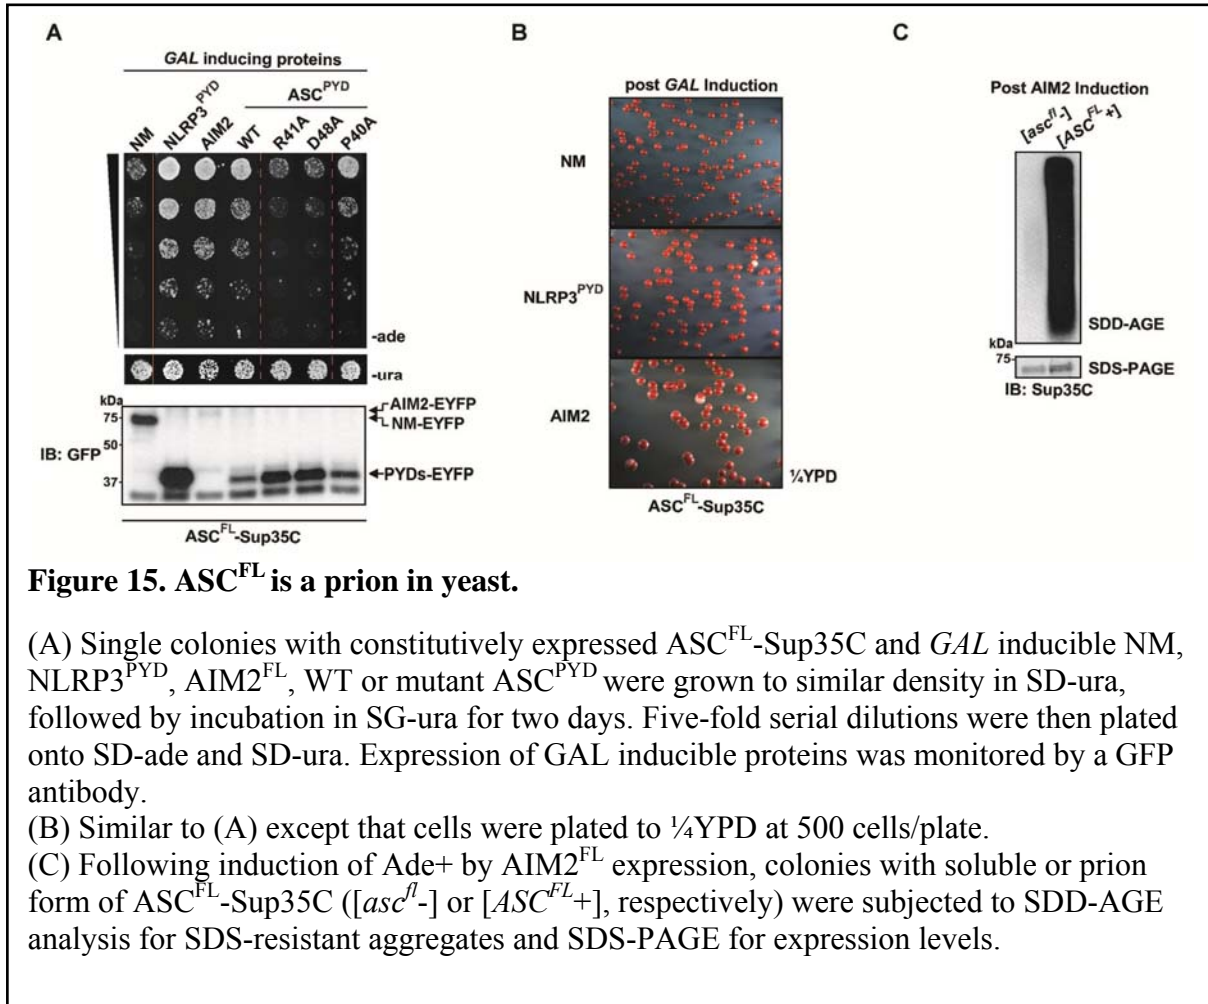 A
B
C
GAL inducing proteins
ASC^PYD
NM
NLRP3^PYD
AIM2
WT
R41A
D48A
P40A
-ade
-ura
kDa
75
50
37
IB: GFP
AIM2-EYFP
NM-EYFP
PYDs-EYFP
ASC^FL-Sup35C
post GAL Induction
NM
NLRP3^PYD
AIM2
¼YPD
ASC^FL-Sup35C
Post AIM2 Induction
[asc^fl-]
[ASC^FL+]
SDD-AGE
kDa
75
SDS-PAGE
IB: Sup35C
Figure 15. ASC^FL is a prion in yeast.
(A) Single colonies with constitutively expressed ASC^FL-Sup35C and GAL inducible NM,
NLRP3^PYD, AIM2^FL, WT or mutant ASC^PYD were grown to similar density in SD-ura,
followed by incubation in SG-ura for two days. Five-fold serial dilutions were then plated
onto SD-ade and SD-ura. Expression of GAL inducible proteins was monitored by a GFP
antibody.
(B) Similar to (A) except that cells were plated to ¼YPD at 500 cells/plate.
(C) Following induction of Ade+ by AIM2^FL expression, colonies with soluble or prion
form of ASC^FL-Sup35C ([asc^fl-] or [ASC^FL+], respectively) were subjected to SDD-AGE
analysis for SDS-resistant aggregates and SDS-PAGE for expression levels.